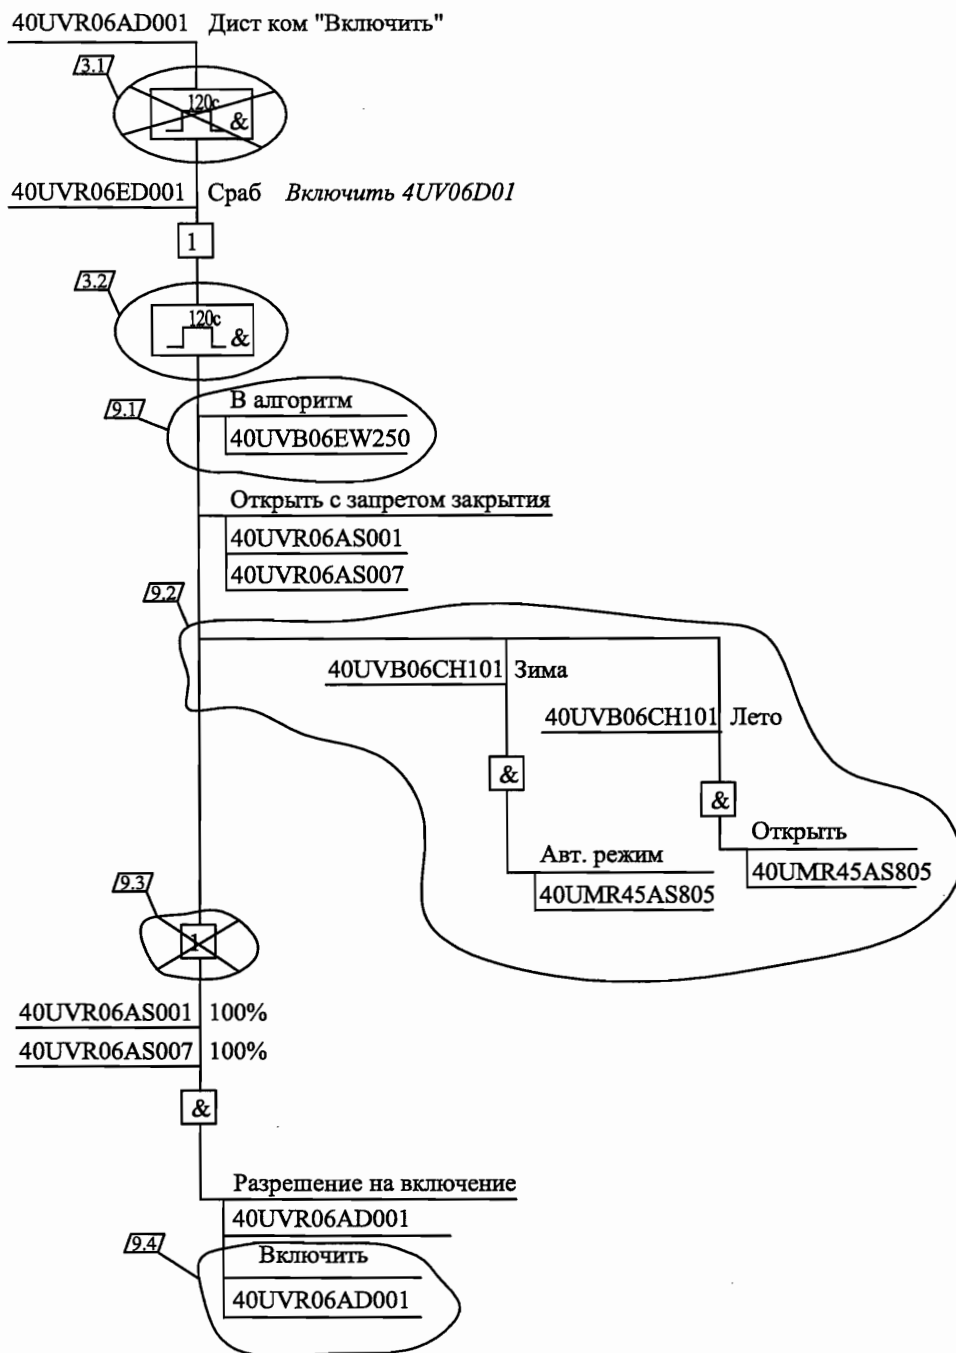 40UVR06AD001 Дист ком "Включить"
3.1
120с
&
40UVR06ED001 Сраб Включить 4UV06D01
1
3.2
120с
&
9.1
В алгоритм
40UVB06EW250
Открыть с запретом закрытия
40UVR06AS001
40UVR06AS007
9.2
40UVB06CH101 Зима
40UVB06CH101 Лето
&
&
Открыть
40UMR45AS805
Авт. режим
40UMR45AS805
9.3
1
40UVR06AS001 100%
40UVR06AS007 100%
&
Разрешение на включение
40UVR06AD001
9.4
Включить
40UVR06AD001